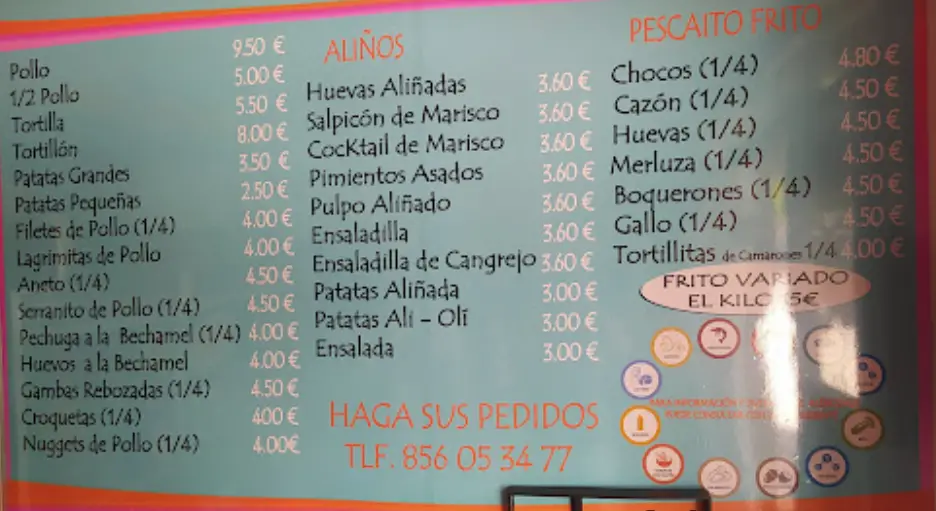 Pollo 9.50 €
1/2 Pollo 5.00 €
Tortilla 5.50 €
Tortillón 8.00 €
Patatas Grandes 3.50 €
Patatas Pequeñas 2.50 €
Filetes de Pollo (1/4) 4.00 €
Lagrimitas de Pollo 4.00 €
Aneto (1/4) 4.50 €
Serranito de Pollo (1/4) 4.50 €
Pechuga a la Bechamel (1/4) 4.00 €
Huevos a la Bechamel 4.00 €
Gambas Rebozadas (1/4) 4.50 €
Croquetas (1/4) 400 €
Nuggets de Pollo (1/4) 4.00€
ALIÑOS
Huevas Aliñadas 3.60 €
Salpicón de Marisco 3.60 €
CocKtail de Marisco 3.60 €
Pimientos Asados 3.60 €
Pulpo Aliñado 3.60 €
Ensaladilla 3.60 €
Ensaladilla de Cangrejo 3.60 €
Patatas Aliñada 3.00 €
Patatas Ali - Olí 3.00 €
Ensalada 3.00 €
HAGA SUS PEDIDOS
TLF. 856 05 34 77
PESCAITO FRITO
Chocos (1/4) 4.80 €
Cazón (1/4) 4.50 €
Huevas (1/4) 4.50 €
Merluza (1/4) 4.50 €
Boquerones (1/4) 4.50 €
Gallo (1/4) 4.50 €
Tortillitas de Camarones 1/4 4.00 €
FRITO VARIADO
EL KILO 5€